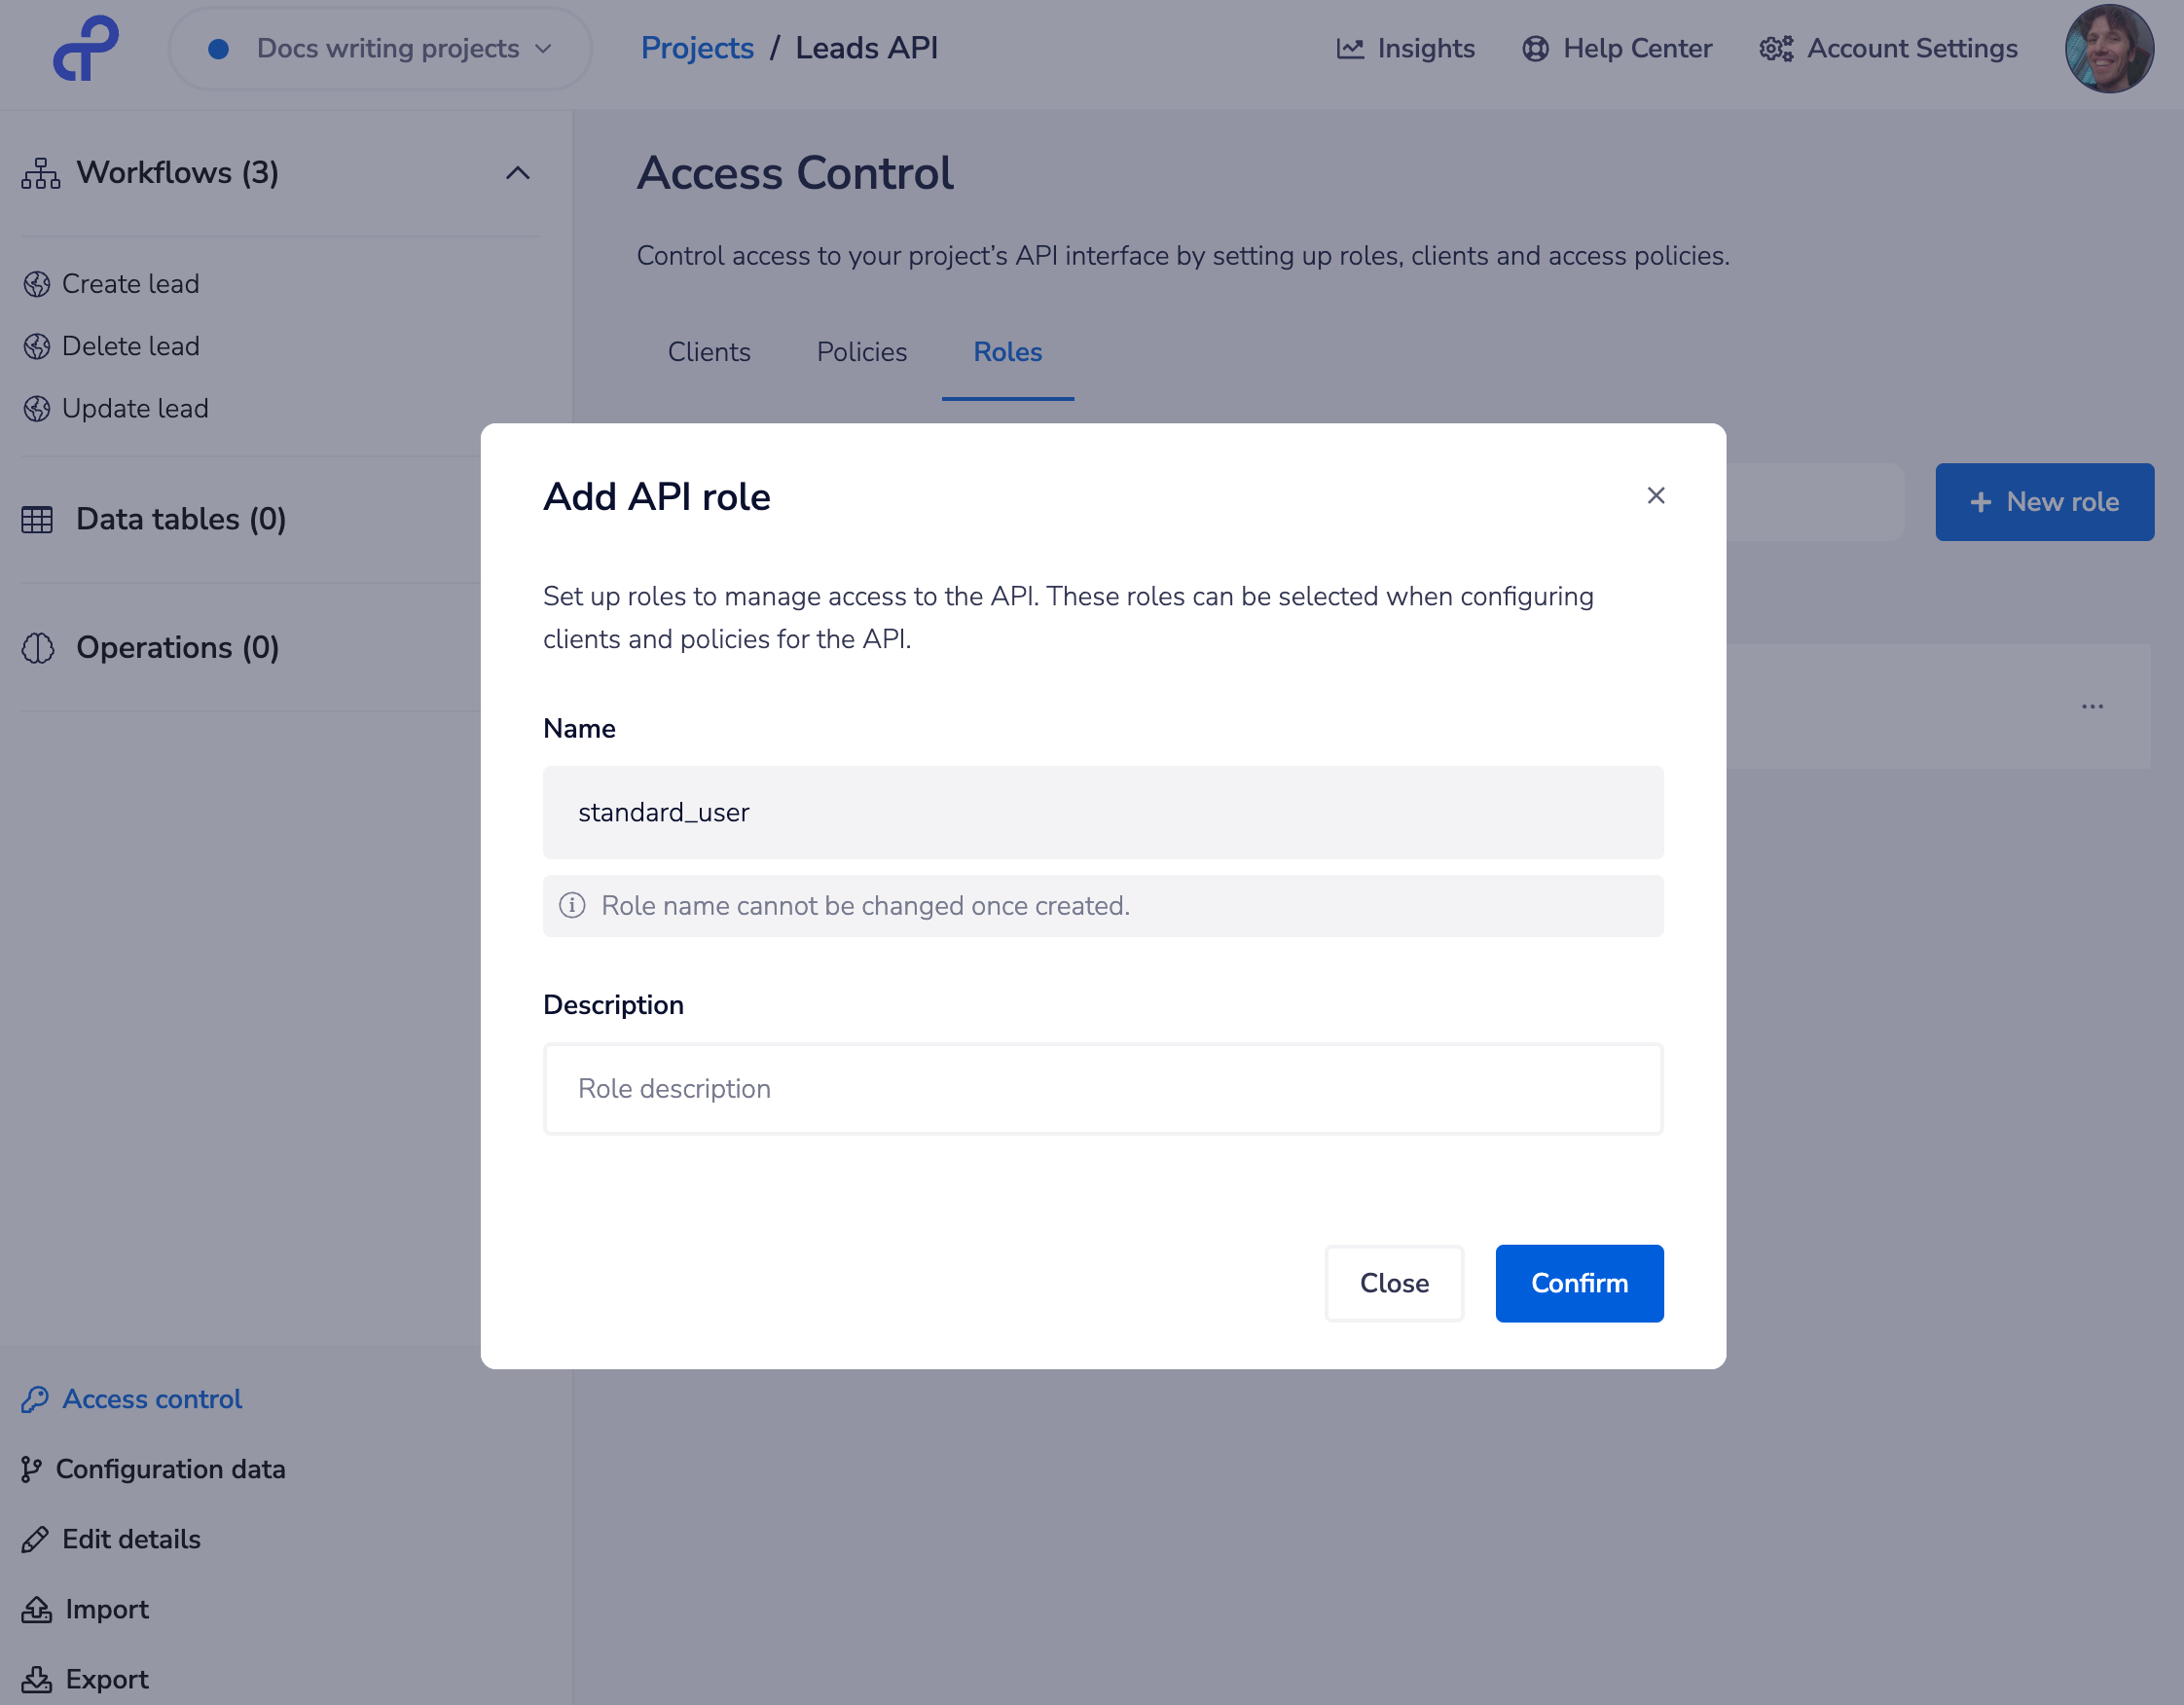 Docs writing projects
Projects / Leads API
Insights
Help Center
Account Settings
Workflows (3)
Create lead
Delete lead
Update lead
Data tables (0)
Operations (0)
Access control
Configuration data
Edit details
Import
Export
Access Control
Control access to your project’s API interface by setting up roles, clients and access policies.
Clients
Policies
Roles
+ New role
...
Add API role
Set up roles to manage access to the API. These roles can be selected when configuring
clients and policies for the API.
Name
standard_user
Role name cannot be changed once created.
Description
Role description
Close
Confirm